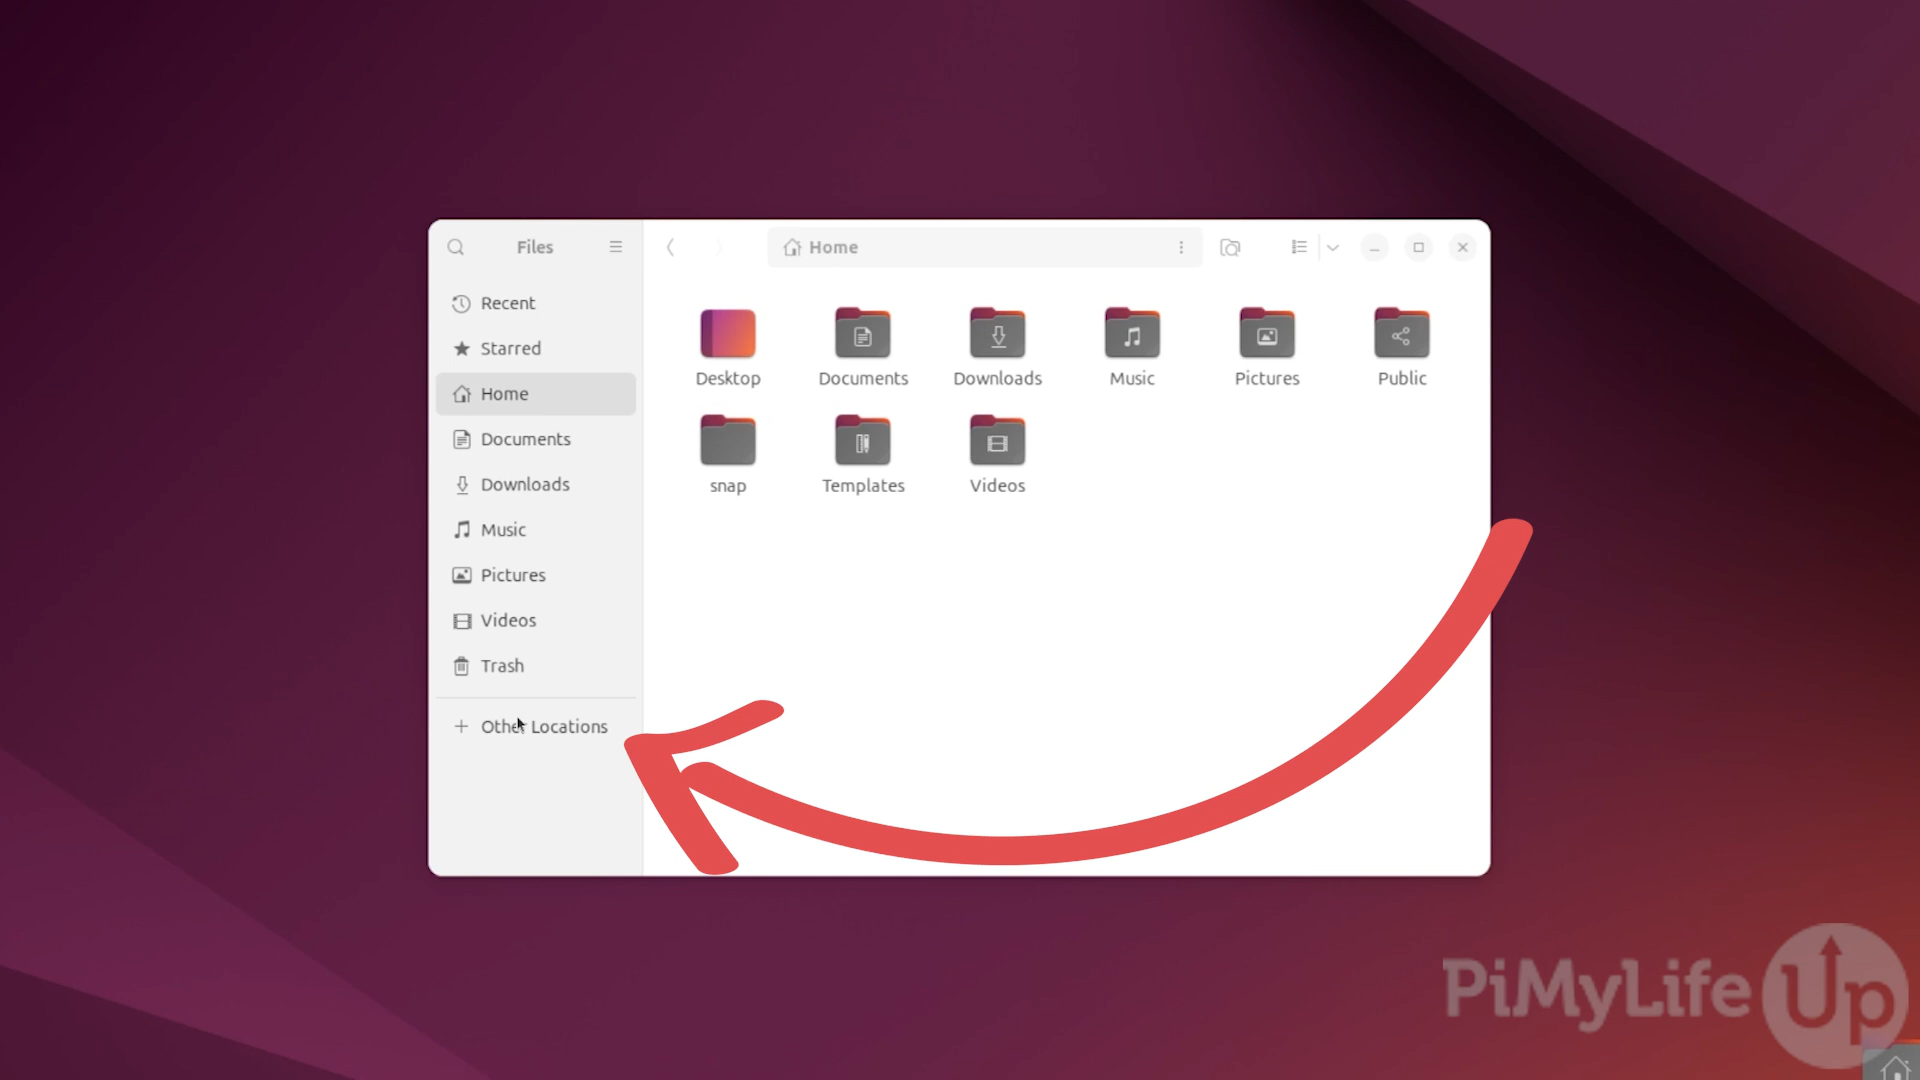 Files
Home
Recent
Starred
Home
Documents
Downloads
Music
Pictures
Videos
Trash
Other Locations
Desktop
Documents
Downloads
Music
Pictures
Public
snap
Templates
Videos
PiMyLifeUp